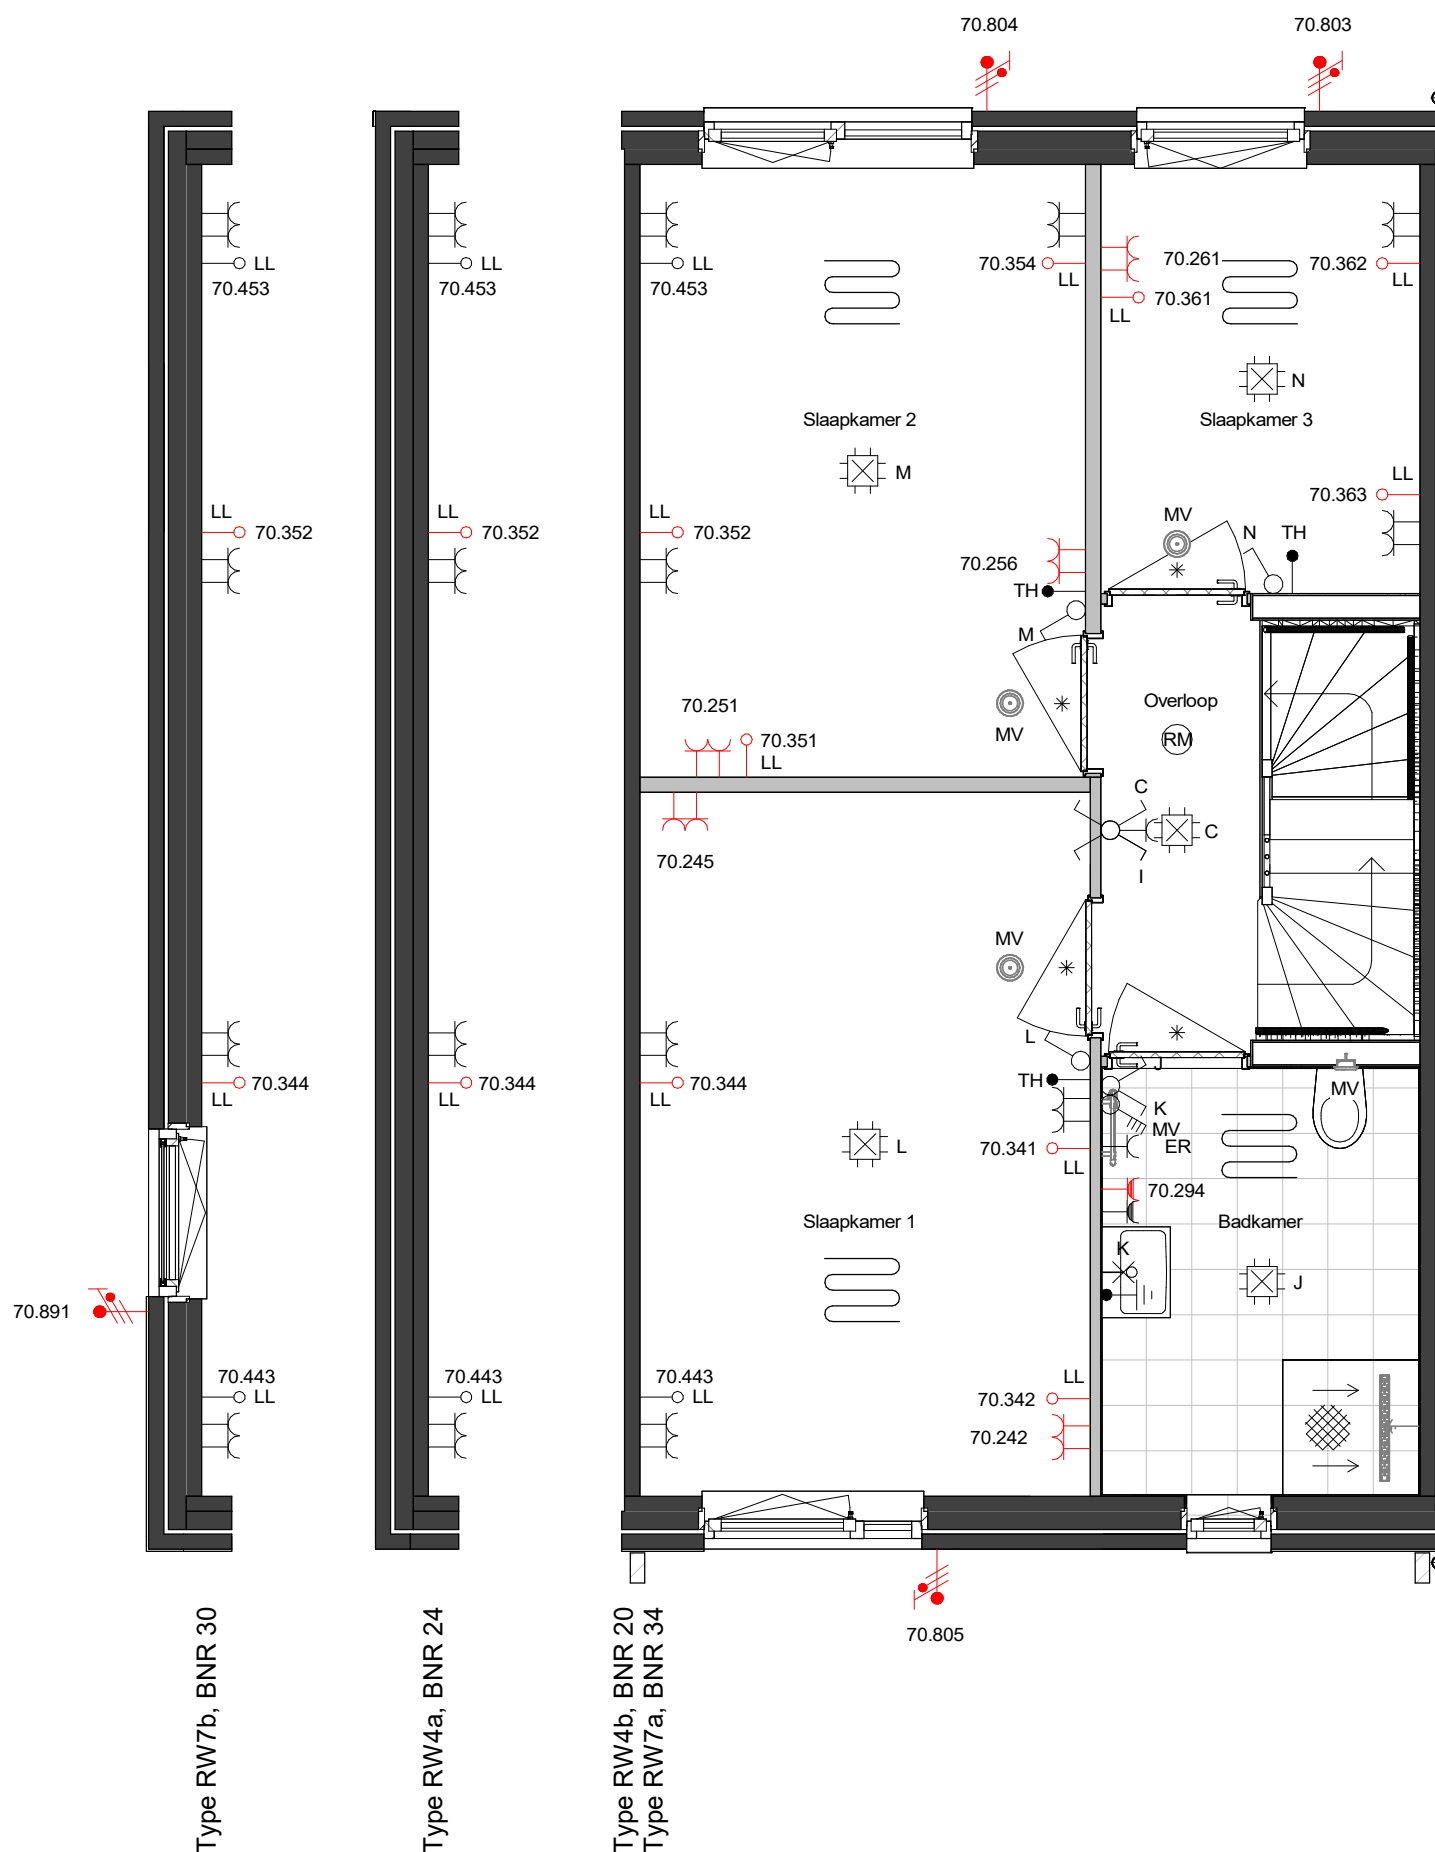 70.804
70.803
LL
70.453
LL
70.453
LL
70.453
70.354
LL
70.261
70.361
LL
70.362
LL
N
Slaapkamer 2
Slaapkamer 3
M
LL
70.363
LL
70.352
LL
70.352
LL
70.352
MV
N
TH
70.256
TH
M
70.251
70.351
LL
MV
Overloop
RM
C
C
I
70.245
MV
L
TH
70.344
LL
70.344
LL
70.344
LL
MV
J
K
MV
ER
L
70.341
LL
70.294
Slaapkamer 1
Badkamer
K
J
70.891
70.443
LL
70.443
LL
70.443
LL
LL
70.342
70.242
70.805
Type RW7b, BNR 30
Type RW4a, BNR 24
Type RW4b, BNR 20
Type RW7a, BNR 34